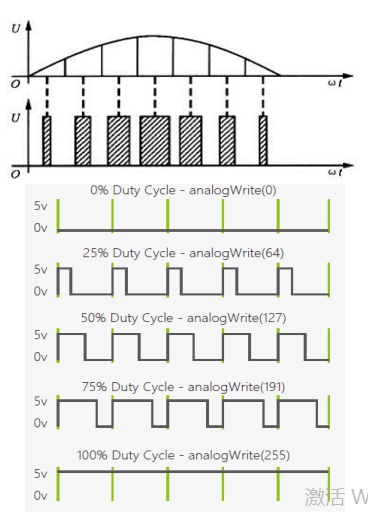 U
O
ωt
U
O
ωt
0% Duty Cycle - analogWrite(0)
5v
0v
25% Duty Cycle - analogWrite(64)
5v
0v
50% Duty Cycle - analogWrite(127)
5v
0v
75% Duty Cycle - analogWrite(191)
5v
0v
100% Duty Cycle - analogWrite(255)
5v
0v
激活 W